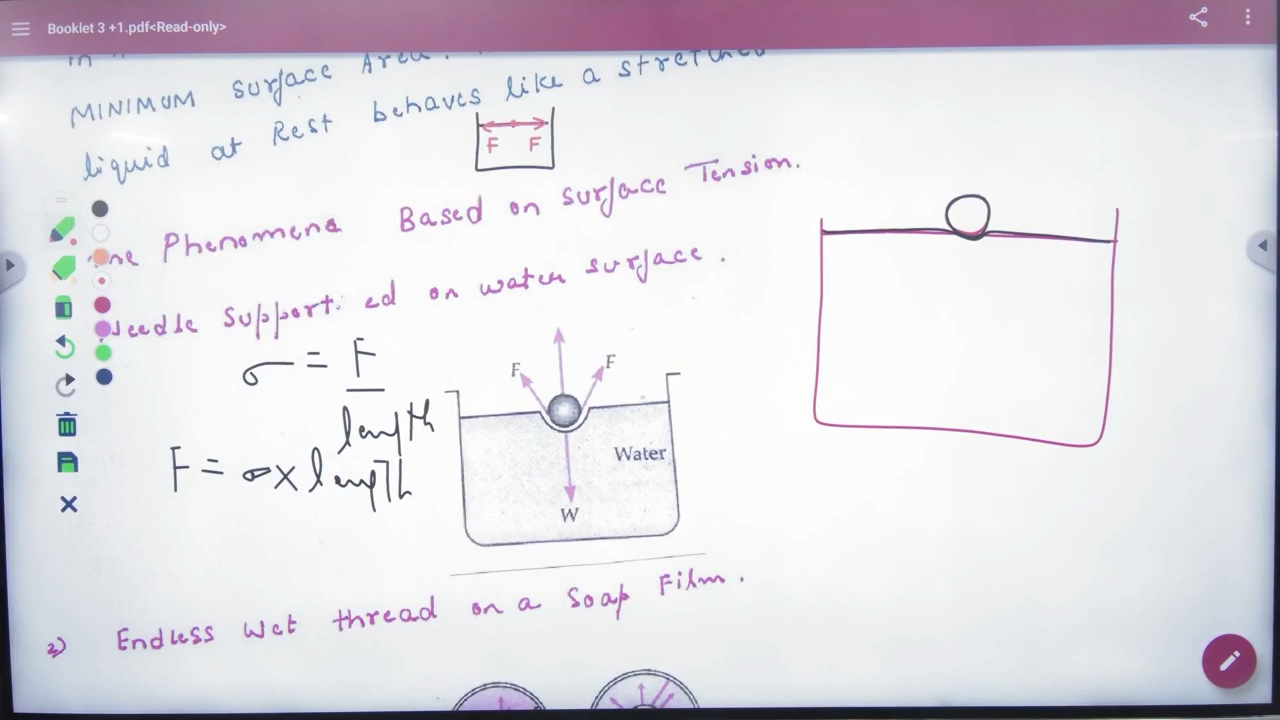 Booklet 3 +1.pdf<Read-only>
MINIMUM surface Area.
liquid at Rest behaves like a stretched
F F
Phenomena Based on surface Tension.
Needle Supported on water surface.
σ = F
length
F = σ x length
F F
Water
W
2) Endless Wet thread on a Soap Film.